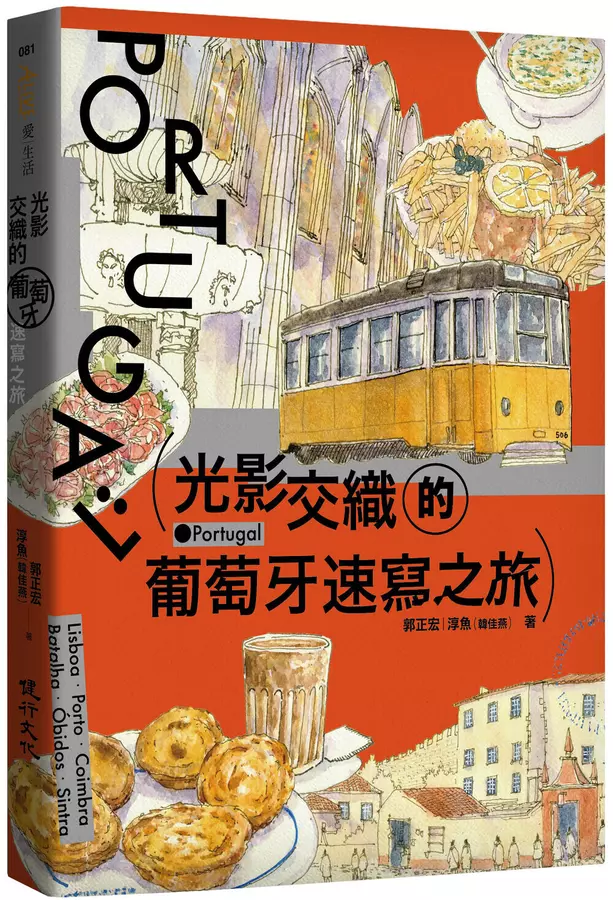 081
愛|生活
光影
交織的
葡萄牙
速寫之旅
郭正宏
淳魚(韓佳燕)
著
健行文化
PORTUGAL
(光影交織的
●Portugal
葡萄牙速寫之旅)
郭正宏|淳魚(韓佳燕) 著
506
Lisboa · Porto · Coimbra
Batalha · Óbidos · Sintra